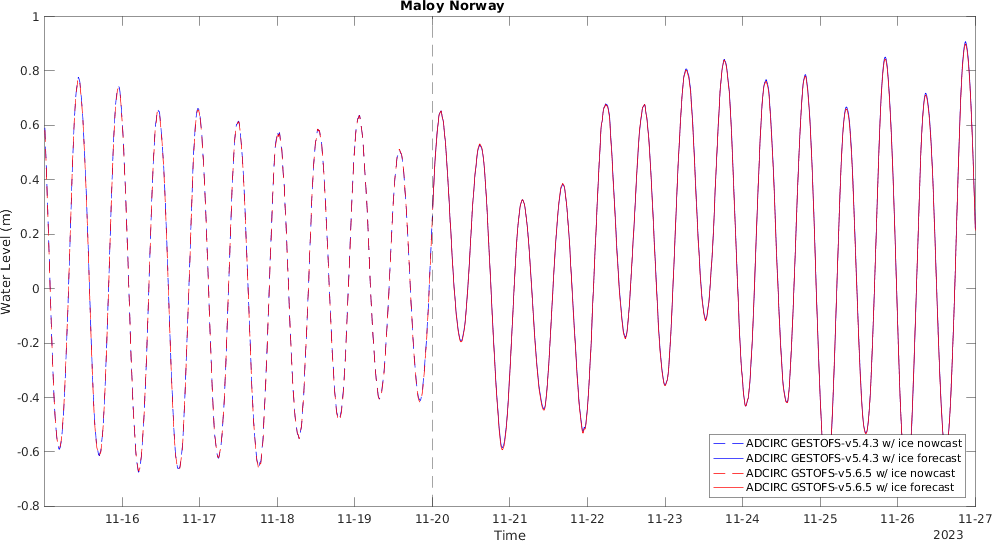 Maloy Norway
1
0.8
0.6
0.4
0.2
0
-0.2
-0.4
-0.6
-0.8
Water Level (m)
ADCIRC GESTOFS-v5.4.3 w/ ice nowcast
ADCIRC GESTOFS-v5.4.3 w/ ice forecast
ADCIRC GSTOFS-v5.6.5 w/ ice nowcast
ADCIRC GSTOFS-v5.6.5 w/ ice forecast
11-16 11-17 11-18 11-19 11-20 11-21 11-22 11-23 11-24 11-25 11-26 11-27
Time
2023